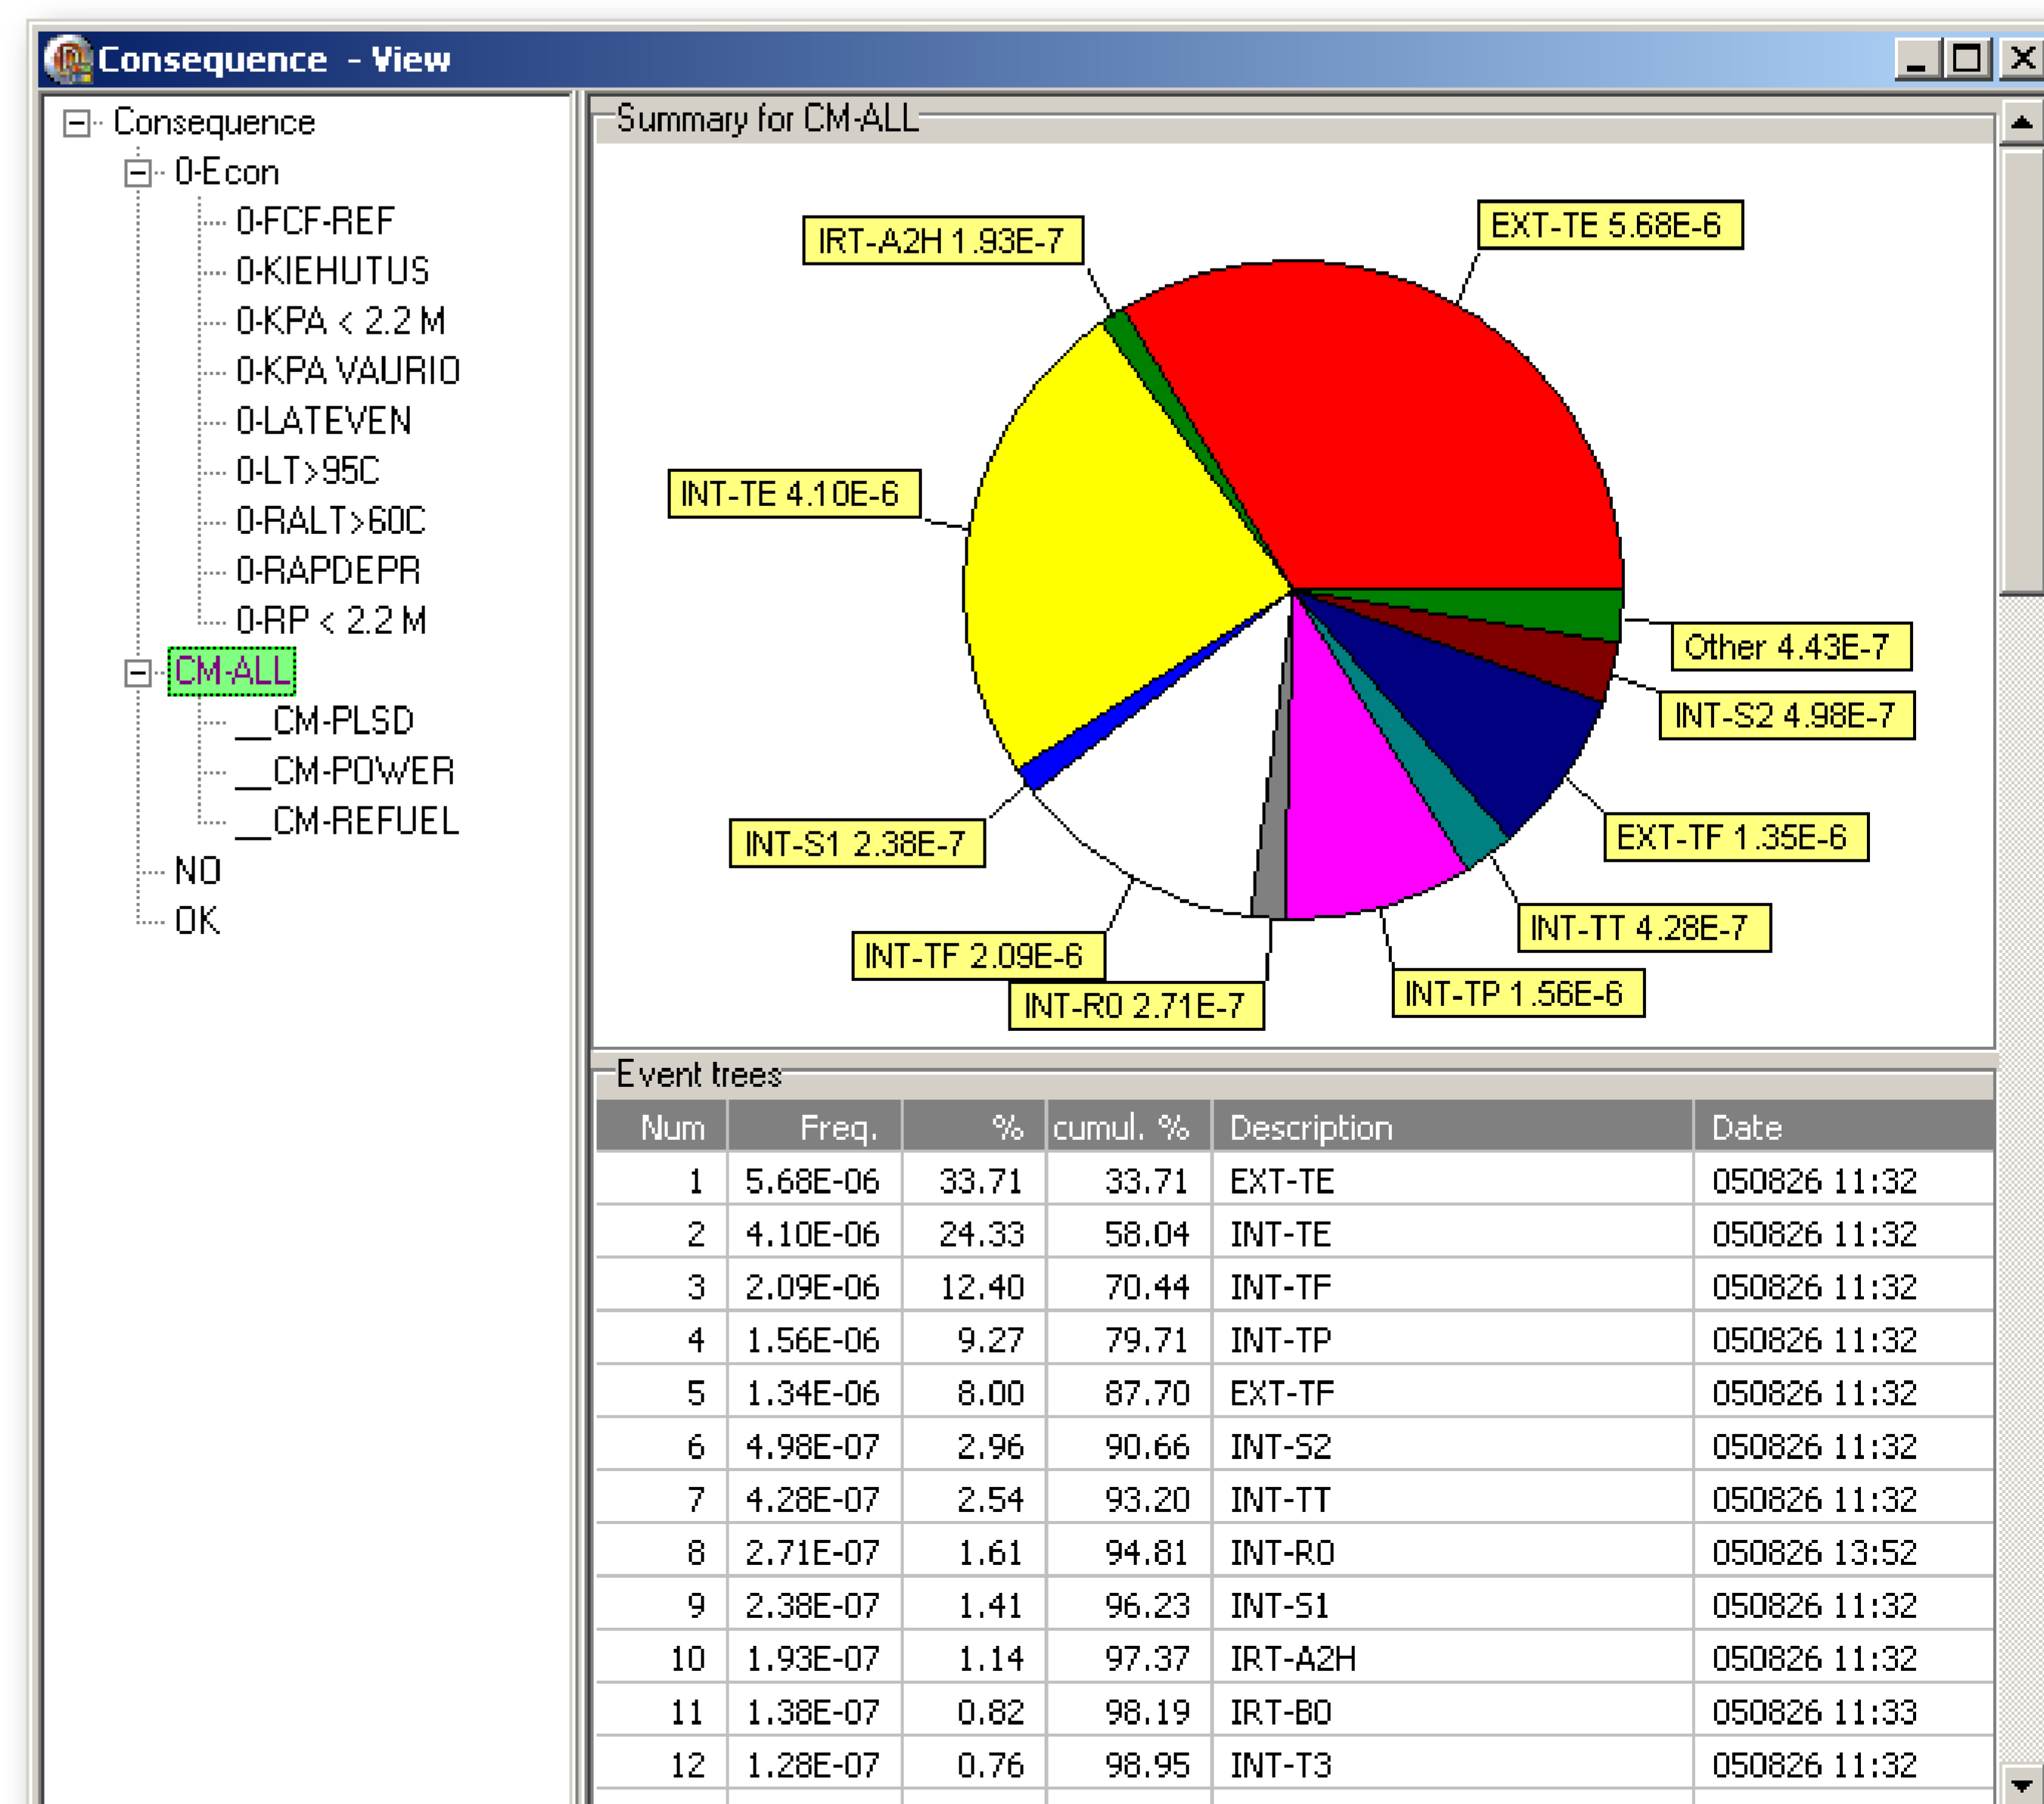 Consequence - View
Consequence
0-Econ
0-FCF-REF
0-KIEHUTUS
0-KPA < 2.2 M
0-KPA VAURIO
0-LATEVEN
0-LT>95C
0-RALT>60C
0-RAPDEPR
0-RP < 2.2 M
CM-ALL
__CM-PLSD
__CM-POWER
__CM-REFUEL
NO
OK
Summary for CM-ALL
IRT-A2H 1.93E-7
EXT-TE 5.68E-6
INT-TE 4.10E-6
Other 4.43E-7
INT-S2 4.98E-7
INT-S1 2.38E-7
EXT-TF 1.35E-6
INT-TT 4.28E-7
INT-TF 2.09E-6
INT-TP 1.56E-6
INT-R0 2.71E-7
Event trees
Num Freq. % cumul. % Description Date
1 5.68E-06 33.71 33.71 EXT-TE 050826 11:32
2 4.10E-06 24.33 58.04 INT-TE 050826 11:32
3 2.09E-06 12.40 70.44 INT-TF 050826 11:32
4 1.56E-06 9.27 79.71 INT-TP 050826 11:32
5 1.34E-06 8.00 87.70 EXT-TF 050826 11:32
6 4.98E-07 2.96 90.66 INT-S2 050826 11:32
7 4.28E-07 2.54 93.20 INT-TT 050826 11:32
8 2.71E-07 1.61 94.81 INT-R0 050826 13:52
9 2.38E-07 1.41 96.23 INT-S1 050826 11:32
10 1.93E-07 1.14 97.37 IRT-A2H 050826 11:32
11 1.38E-07 0.82 98.19 IRT-B0 050826 11:33
12 1.28E-07 0.76 98.95 INT-T3 050826 11:32